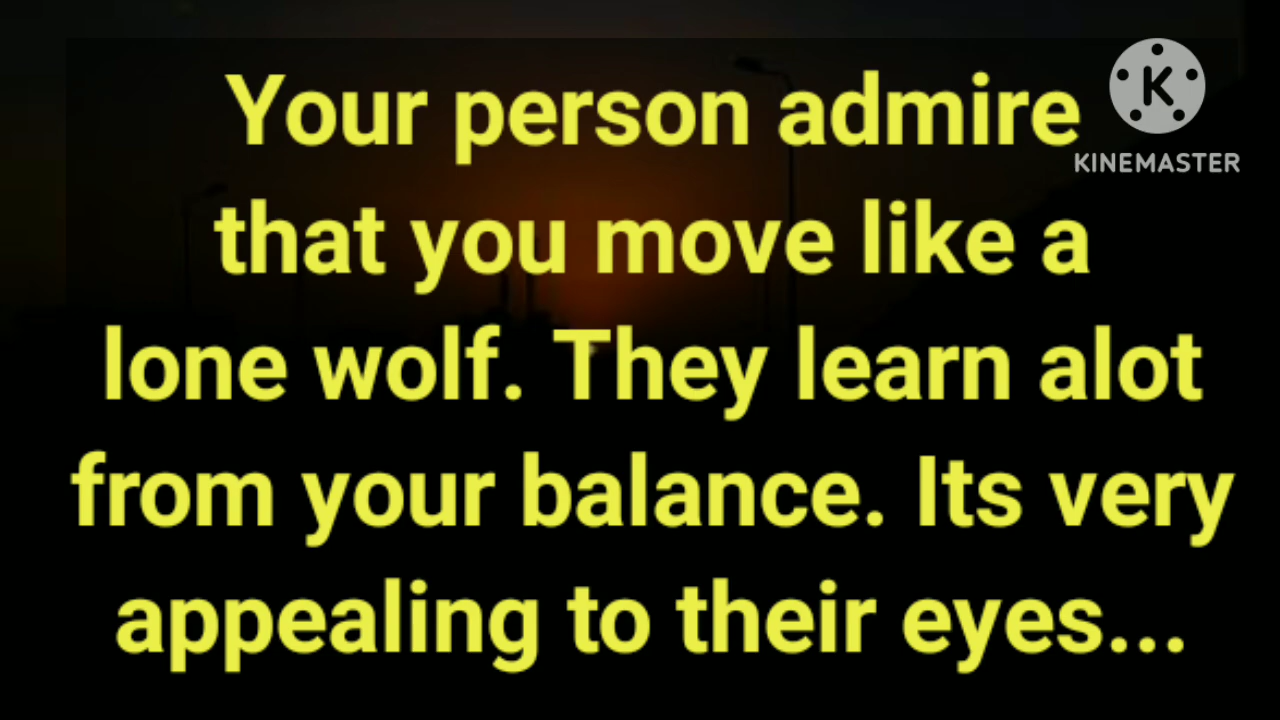 Your person admire
K
KINEMASTER
that you move like a
lone wolf. They learn alot
from your balance. Its very
appealing to their eyes...